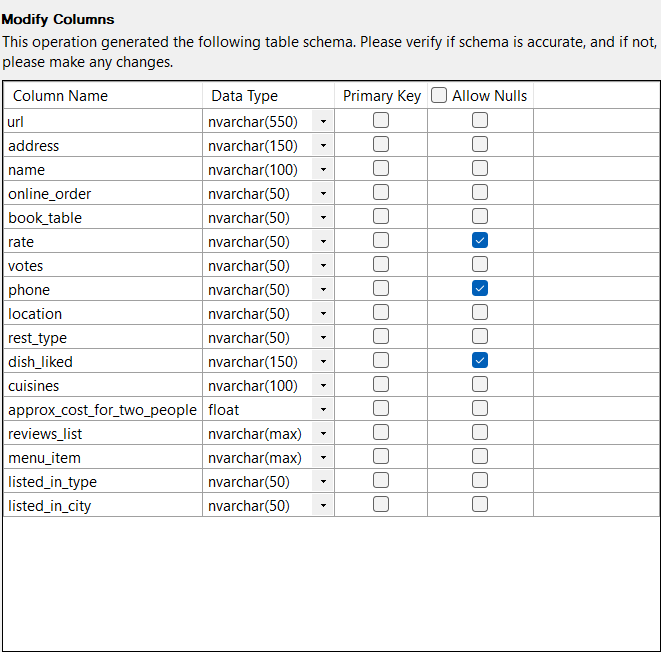 Modify Columns
This operation generated the following table schema. Please verify if schema is accurate, and if not,
please make any changes.
Column Name Data Type Primary Key Allow Nulls
url nvarchar(550)
address nvarchar(150)
name nvarchar(100)
online_order nvarchar(50)
book_table nvarchar(50)
rate nvarchar(50)
votes nvarchar(50)
phone nvarchar(50)
location nvarchar(50)
rest_type nvarchar(50)
dish_liked nvarchar(150)
cuisines nvarchar(100)
approx_cost_for_two_people float
reviews_list nvarchar(max)
menu_item nvarchar(max)
listed_in_type nvarchar(50)
listed_in_city nvarchar(50)